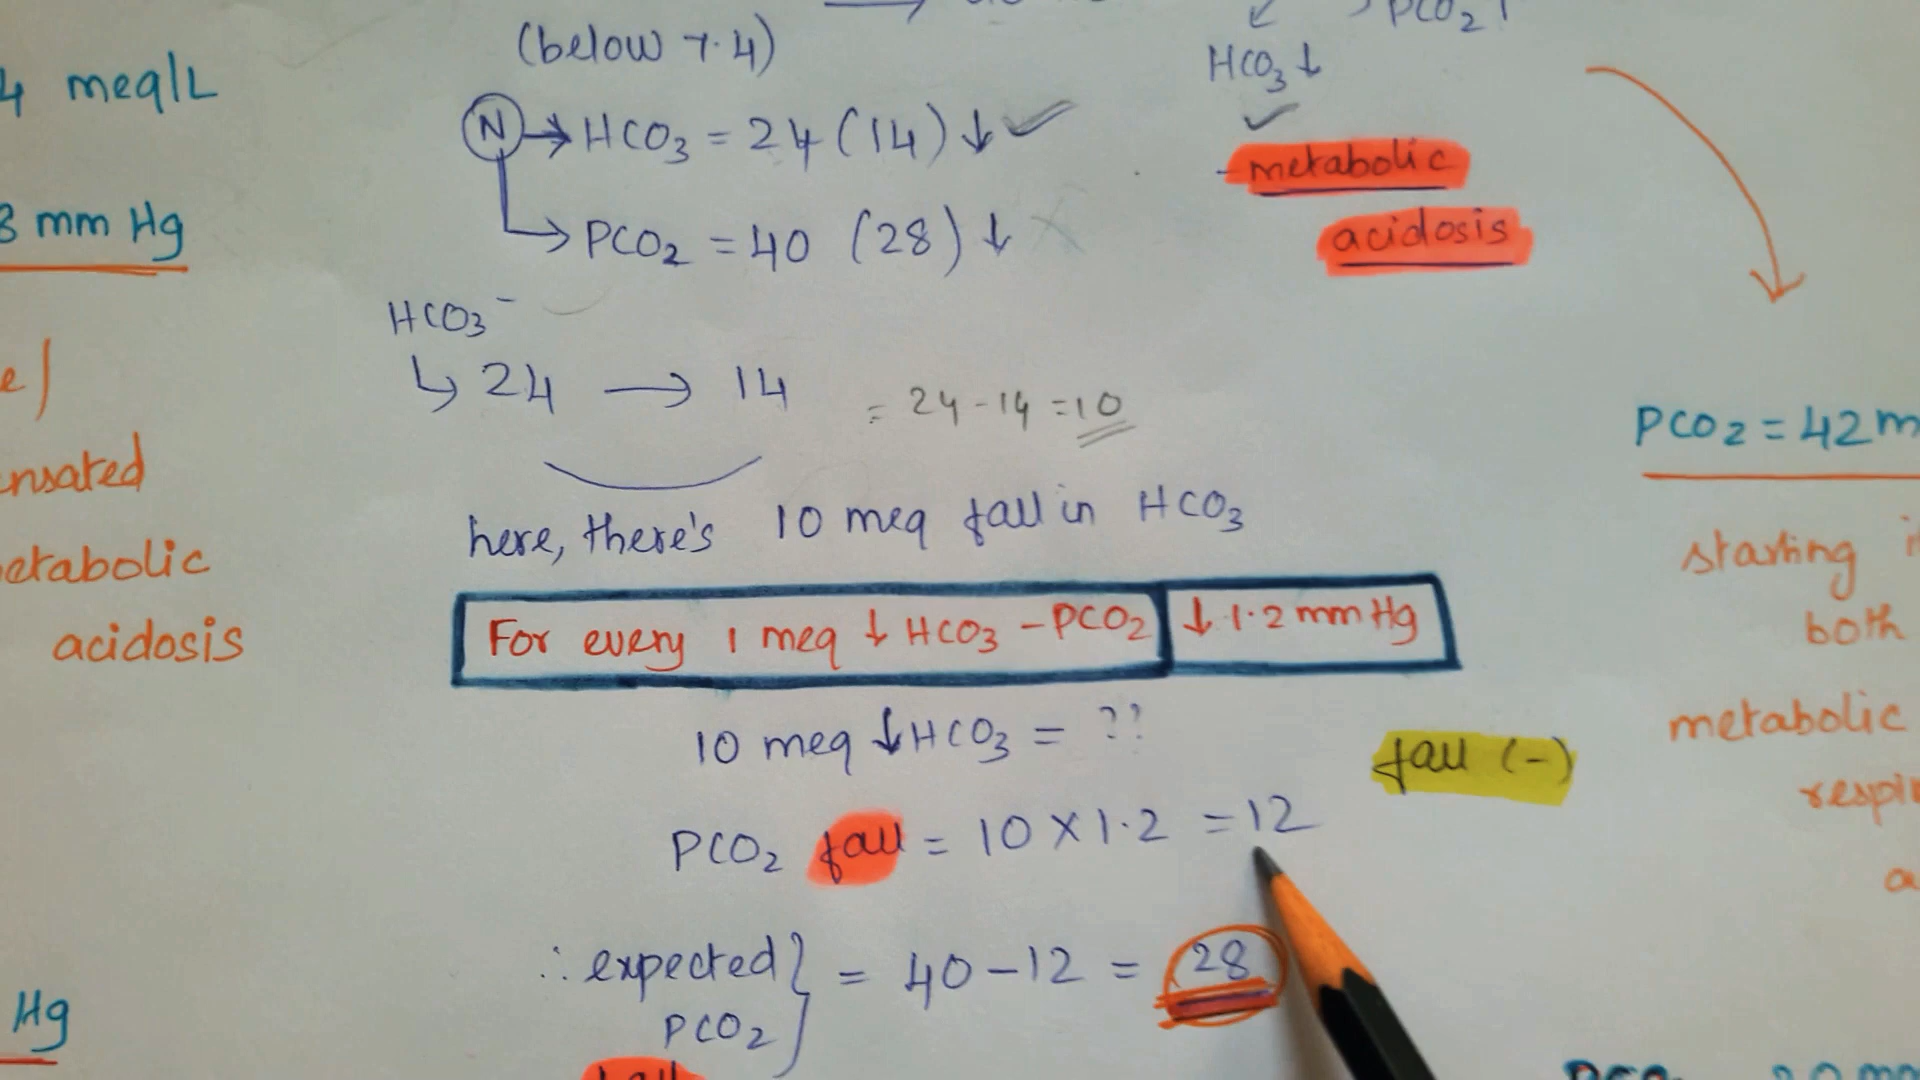 (below 7.4)
PCO2 ↑
HCO3 ↓
4 meq/L
N → HCO3 = 24 (14) ↓ ✓
✓
- metabolic
acidosis
mm Hg
→ PCO2 = 40 (28) ↓ ×
HCO3⁻
↳ 24 → 14 = 24-14 = 10
PCO2 = 42
metabolic
acidosis
here, there's 10 meq fall in HCO3
starting
both
For every 1 meq ↓ HCO3 - PCO2 ↓ 1.2 mm Hg
10 meq ↓ HCO3 = ??
fall (-)
metabolic
PCO2 fall = 10 × 1.2 = 12
∴ expected } = 40 - 12 = 28
PCO2
Hg